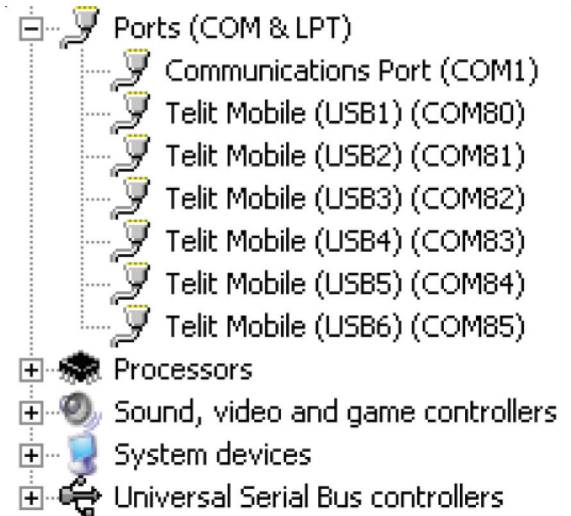 Ports (COM & LPT)
Communications Port (COM1)
Telit Mobile (USB1) (COM80)
Telit Mobile (USB2) (COM81)
Telit Mobile (USB3) (COM82)
Telit Mobile (USB4) (COM83)
Telit Mobile (USB5) (COM84)
Telit Mobile (USB6) (COM85)
Processors
Sound, video and game controllers
System devices
Universal Serial Bus controllers